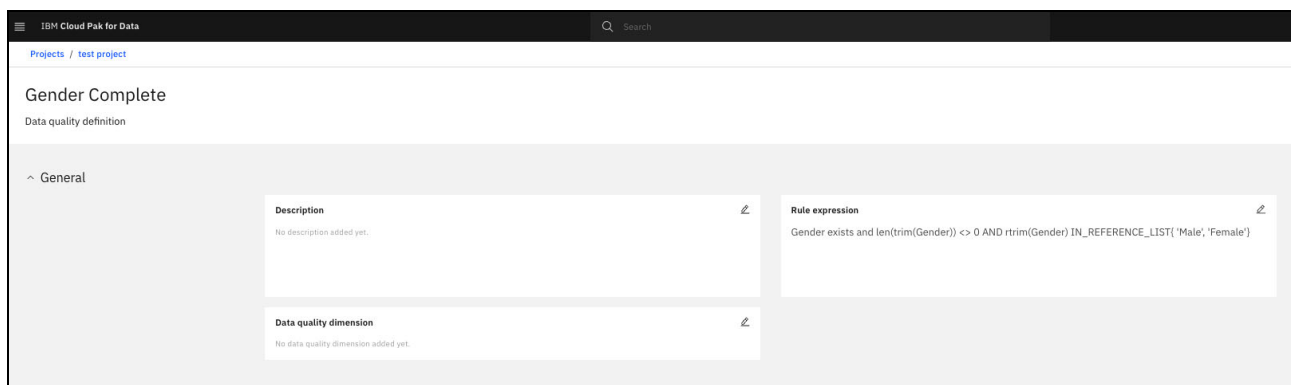 IBM Cloud Pak for Data
Search
Projects / test project
Gender Complete
Data quality definition
General
Description
No description added yet.
Rule expression
Gender exists and len(trim(Gender)) <> 0 AND rtrim(Gender) IN_REFERENCE_LIST{ 'Male', 'Female'}
Data quality dimension
No data quality dimension added yet.